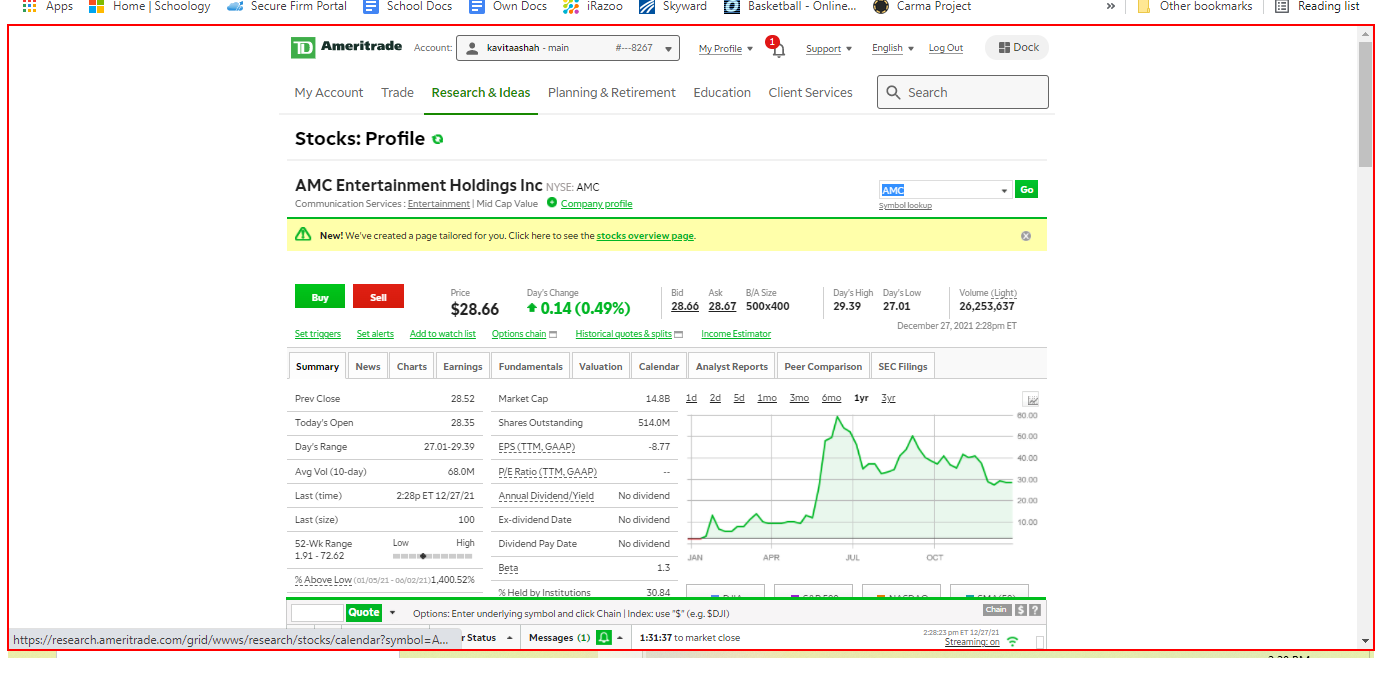 Apps Home | Schoology Secure Firm Portal School Docs Own Docs iRazoo Skyward Basketball - Online... Carma Project » Other bookmarks Reading list
TD Ameritrade Account: kavitaashah - main #---8267 My Profile 1 Support English Log Out Dock
My Account Trade Research & Ideas Planning & Retirement Education Client Services Search
Stocks: Profile
AMC Entertainment Holdings Inc NYSE: AMC AMC Go
Communication Services : Entertainment | Mid Cap Value Company profile Symbol lookup
New! We've created a page tailored for you. Click here to see the stocks overview page.
Buy Sell Price Day's Change Bid Ask B/A Size Day's High Day's Low Volume (Light)
$28.66 0.14 (0.49%) 28.66 28.67 500x400 29.39 27.01 26,253,637
December 27, 2021 2:28pm ET
Set triggers Set alerts Add to watch list Options chain Historical quotes & splits Income Estimator
Summary News Charts Earnings Fundamentals Valuation Calendar Analyst Reports Peer Comparison SEC Filings
Prev Close 28.52 Market Cap 14.8B 1d 2d 5d 1mo 3mo 6mo 1yr 3yr
Today's Open 28.35 Shares Outstanding 514.0M
Day's Range 27.01-29.39 EPS (TTM, GAAP) -8.77
Avg Vol (10-day) 68.0M P/E Ratio (TTM, GAAP) --
Last (time) 2:28p ET 12/27/21 Annual Dividend/Yield No dividend
Last (size) 100 Ex-dividend Date No dividend
52-Wk Range Low High Dividend Pay Date No dividend
1.91 - 72.62
Beta 1.3
% Above Low (01/05/21 - 06/02/21) 1,400.52% % Held by Institutions 30.84
60.00
50.00
40.00
30.00
20.00
10.00
JAN APR JUL OCT
Quote Options: Enter underlying symbol and click Chain | Index: use "$" (e.g. $DJI) Chain $ ?
https://research.ameritrade.com/grid/wwws/research/stocks/calendar?symbol=A... r Status Messages (1) 1:31:37 to market close 2:28:23 pm ET 12/27/21
Streaming: on